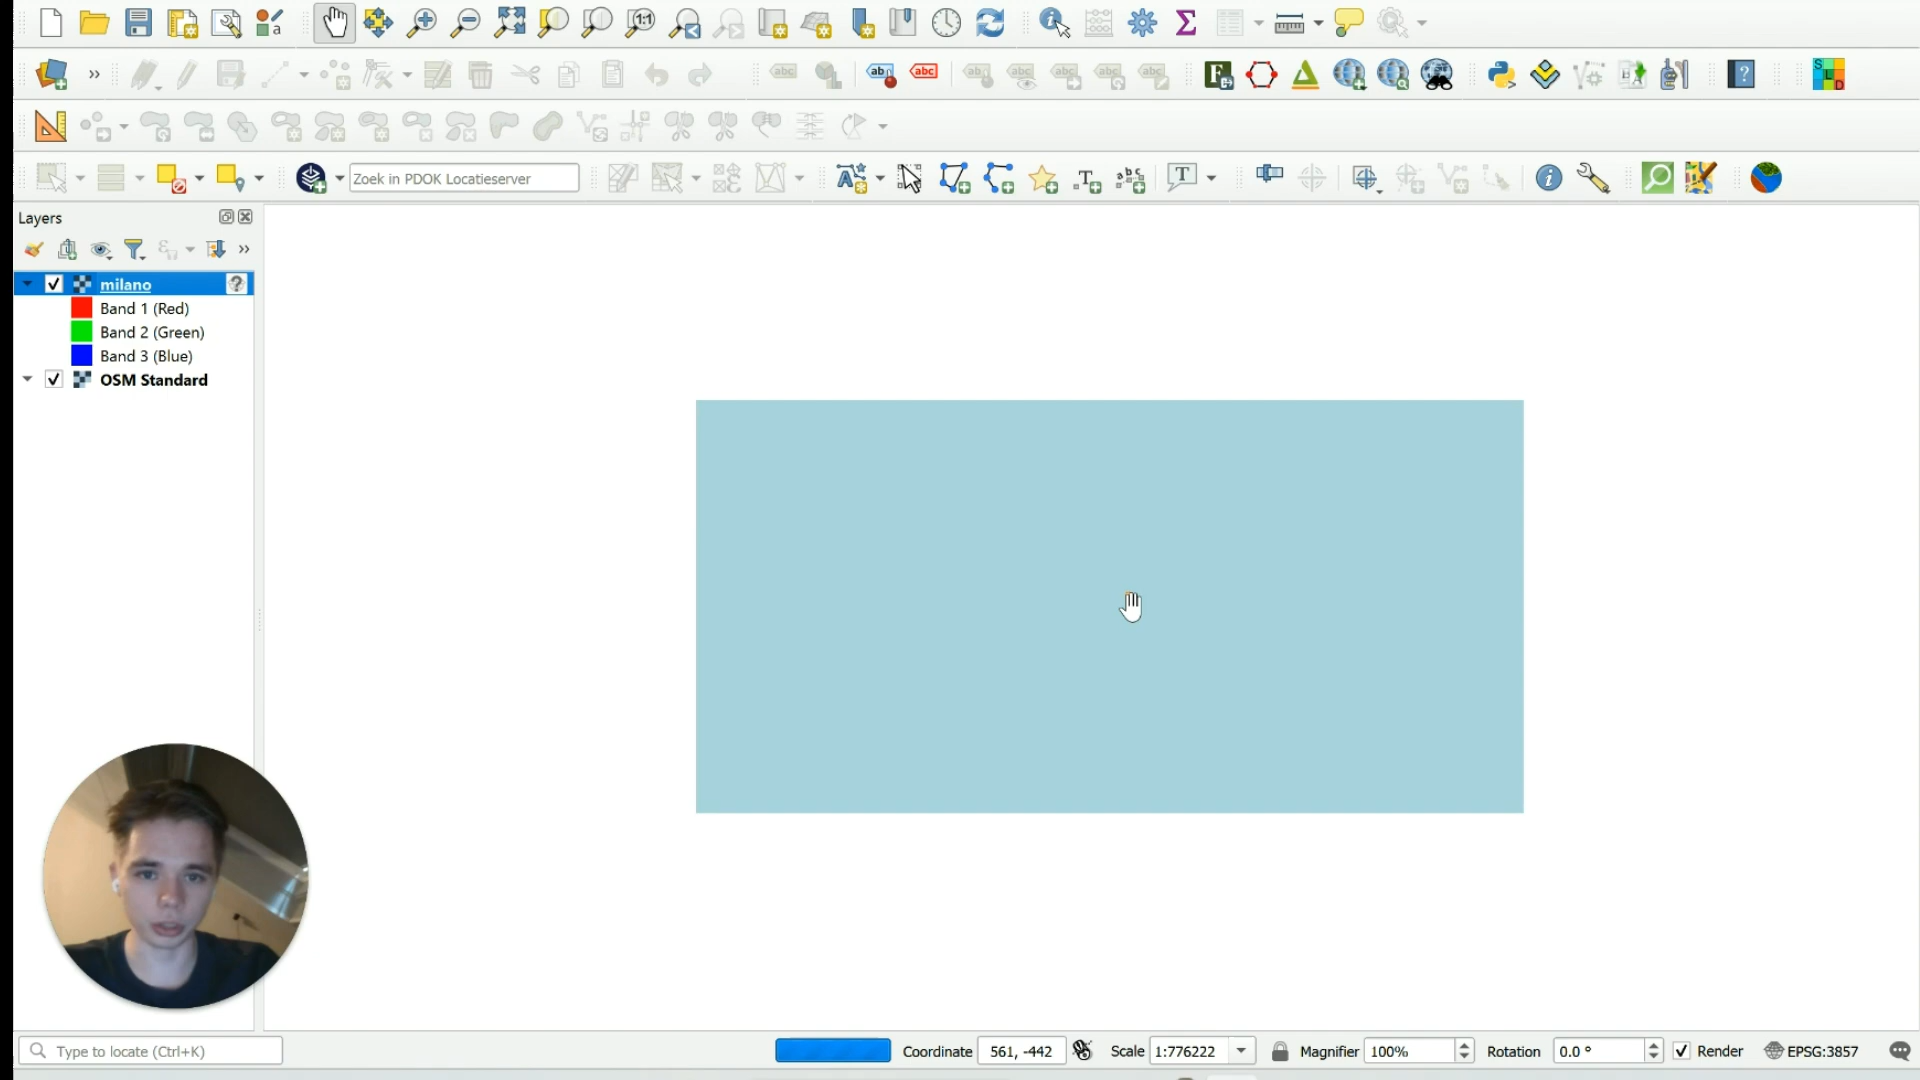 Zoek in PDOK Locatieserver
Layers
milano
Band 1 (Red)
Band 2 (Green)
Band 3 (Blue)
OSM Standard
Type to locate (Ctrl+K)
Coordinate 561, -442 Scale 1:776222 Magnifier 100% Rotation 0.0 ° Render EPSG:3857